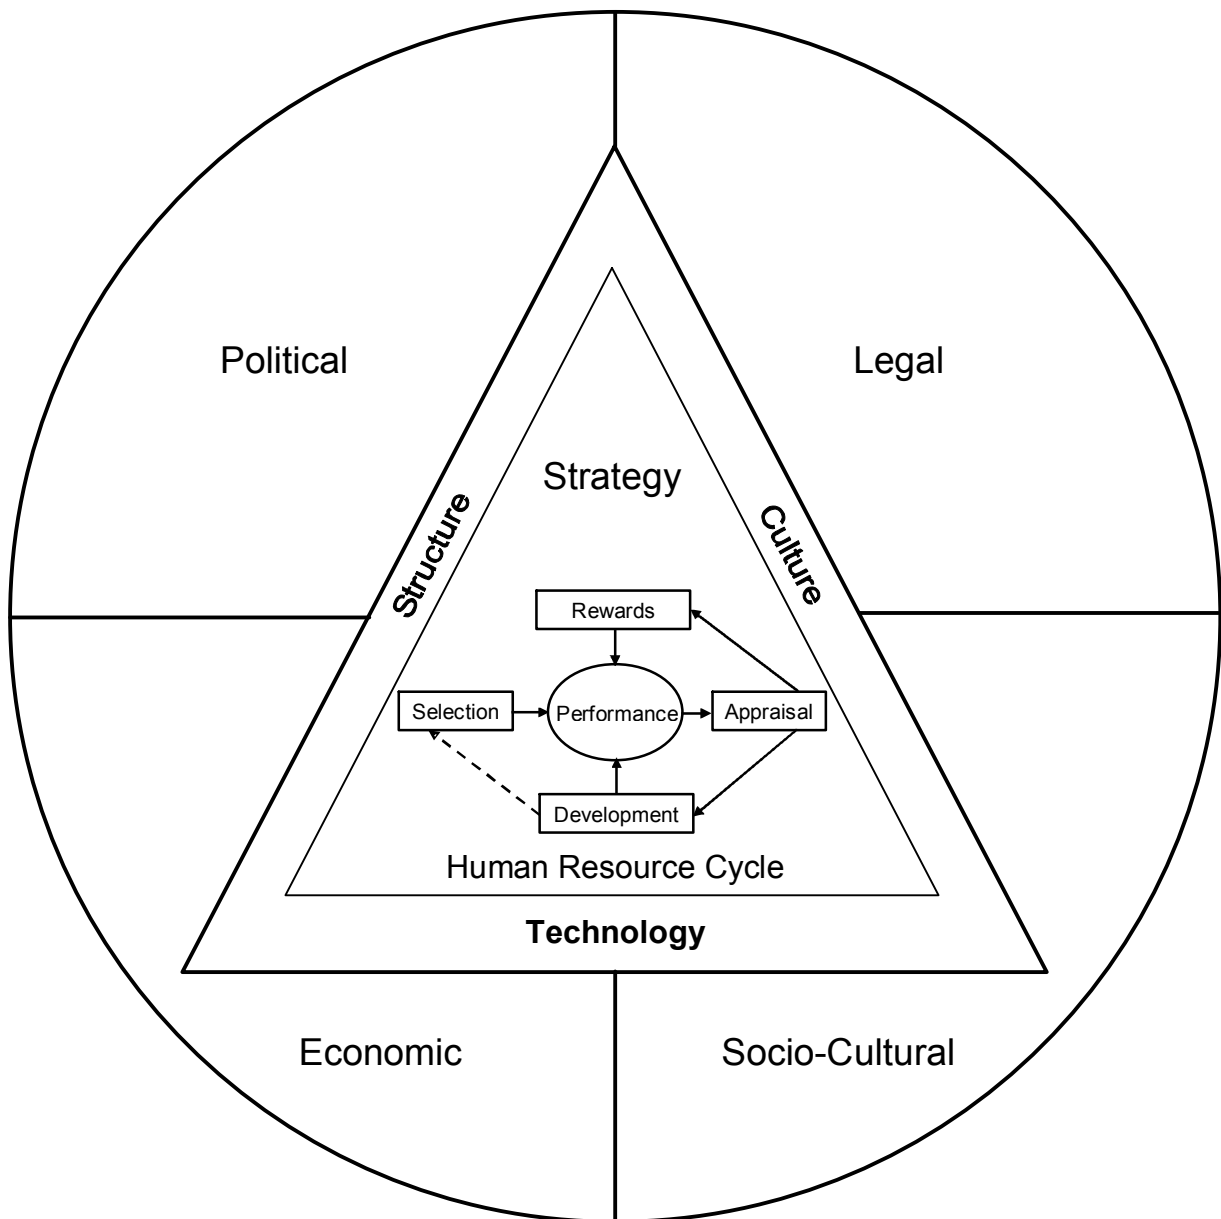 Political
Legal
Strategy
Structure
Culture
Rewards
Selection
Performance
Appraisal
Development
Human Resource Cycle
Technology
Economic
Socio-Cultural